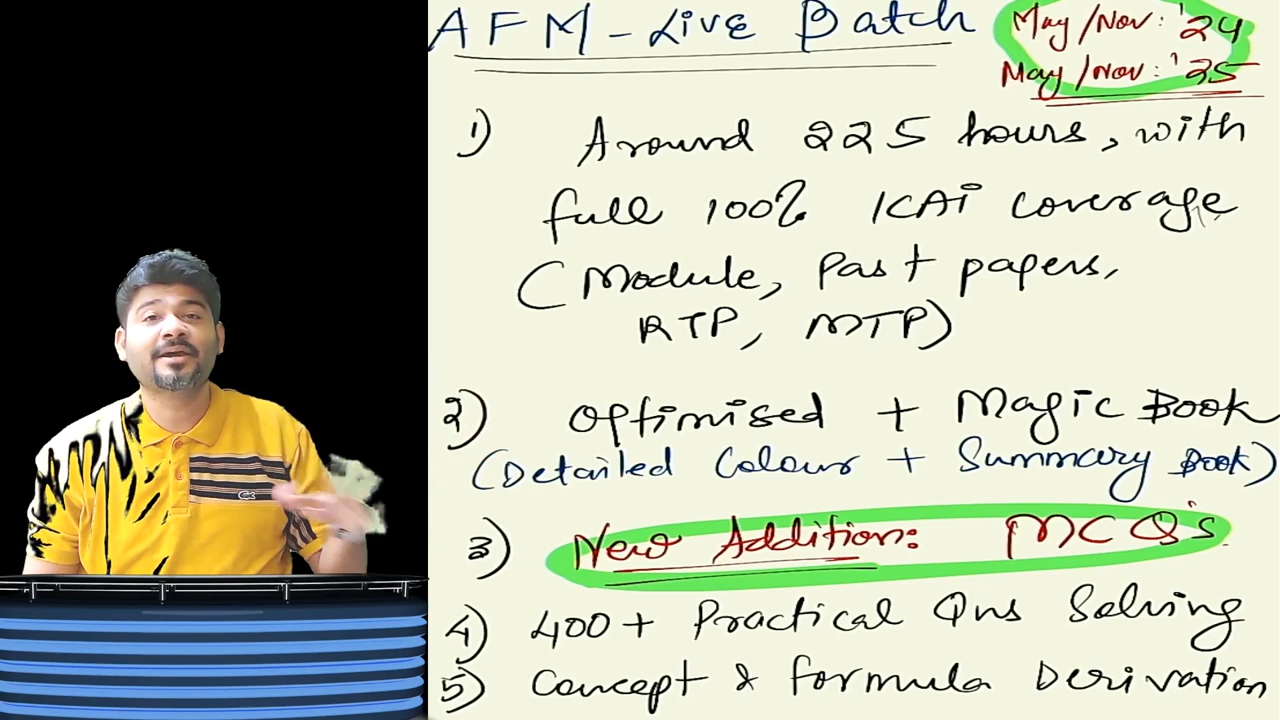 AFM - Live Batch
May/Nov: '24
May/Nov: '25
1) Around 225 hours, with
full 100% ICAI coverage
(Module, Past papers,
RTP, MTP)
2) Optimised + Magic Book
(Detailed Colour + Summary Book)
3) New Addition: MCQ's.
4) 400+ Practical Qns Solving
5) Concept & formula Derivation